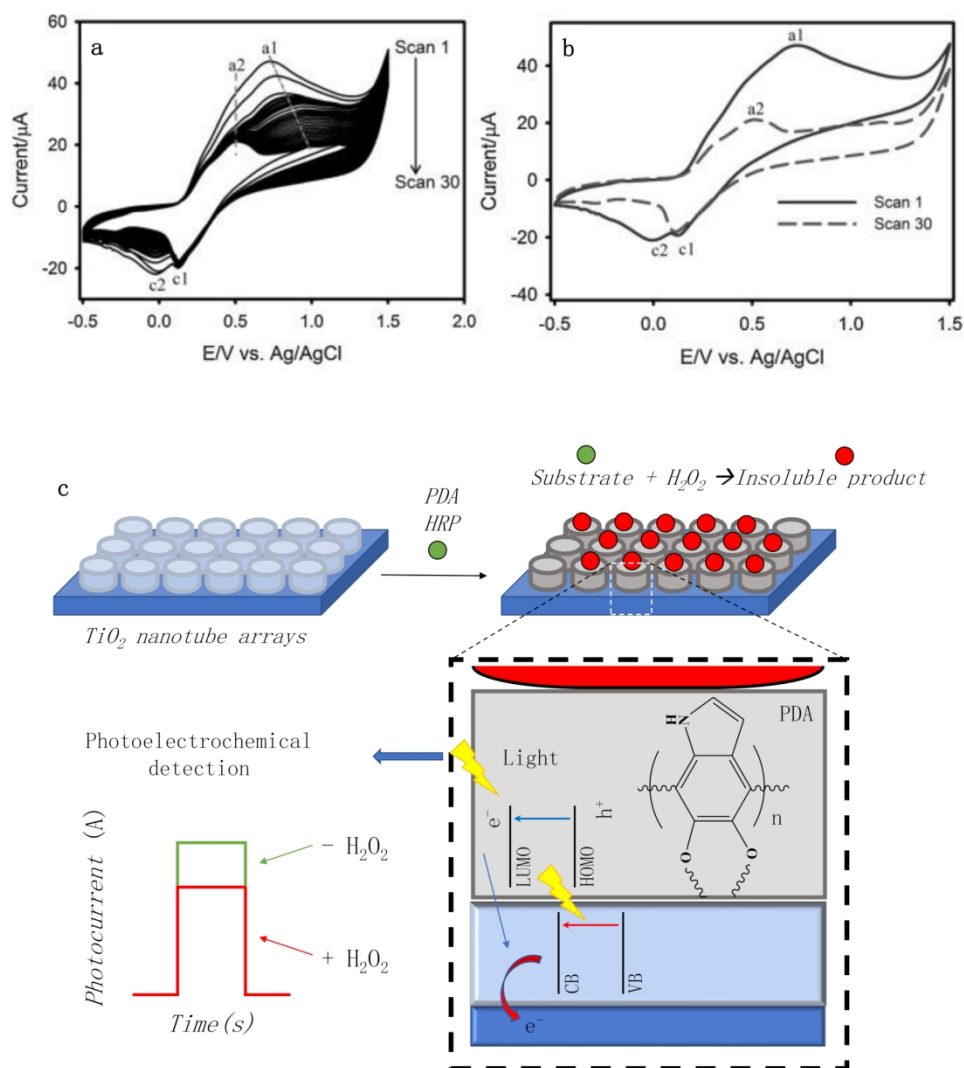 a
60
40
20
0
-20
Current/µA
a1
a2
c2
c1
Scan 1
Scan 30
-0.5
0.0
0.5
1.0
1.5
2.0
E/V vs. Ag/AgCl
b
40
20
0
-20
-40
Current/µA
a1
a2
c2
c1
Scan 1
Scan 30
-0.5
0.0
0.5
1.0
1.5
E/V vs. Ag/AgCl
c
Substrate + H₂O₂ → Insoluble product
PDA
HRP
TiO₂ nanotube arrays
PDA
H
N
n
O
O
Light
e⁻
LUMO
HOMO
h⁺
CB
VB
e⁻
Photoelectrochemical
detection
Photocurrent (A)
− H₂O₂
+ H₂O₂
Time(s)